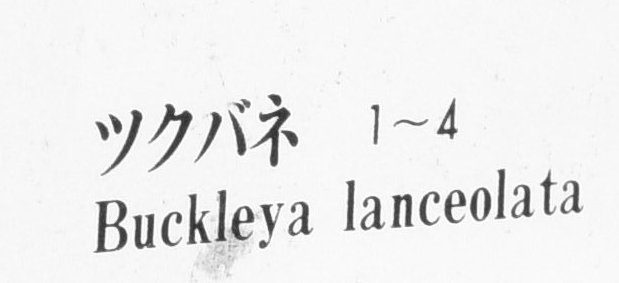 ツクバネ 1～4
Buckleya lanceolata